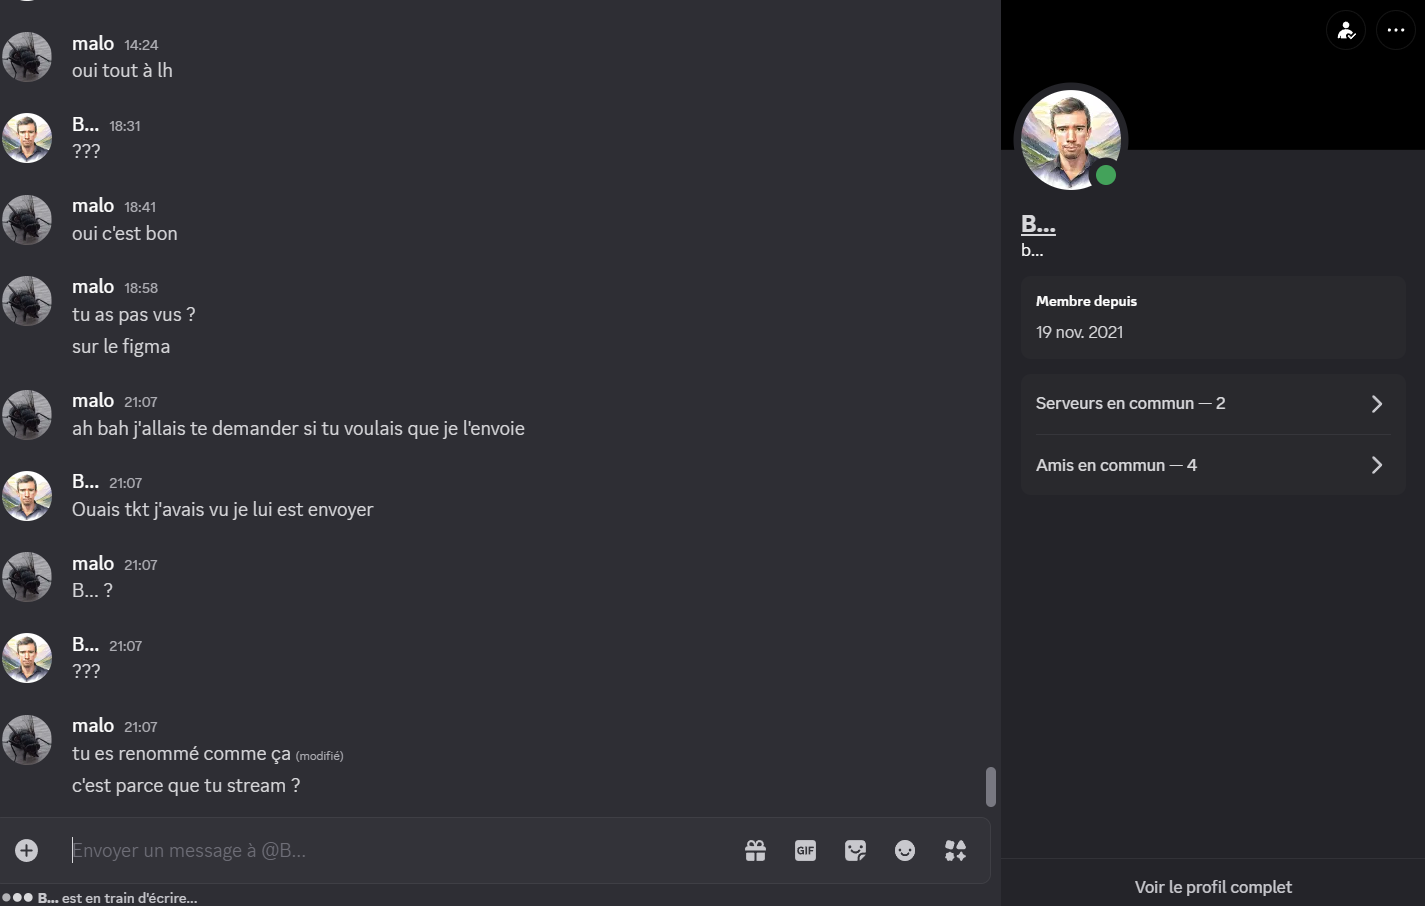 malo 14:24
oui tout à lh
B... 18:31
???
malo 18:41
oui c'est bon
malo 18:58
tu as pas vus ?
sur le figma
malo 21:07
ah bah j'allais te demander si tu voulais que je l'envoie
B... 21:07
Ouais tkt j'avais vu je lui est envoyer
malo 21:07
B... ?
B... 21:07
???
malo 21:07
tu es renommé comme ça (modifié)
c'est parce que tu stream ?
Envoyer un message à @B...
GIF
B... est en train d'écrire...
B...
b...
Membre depuis
19 nov. 2021
Serveurs en commun — 2
Amis en commun — 4
Voir le profil complet